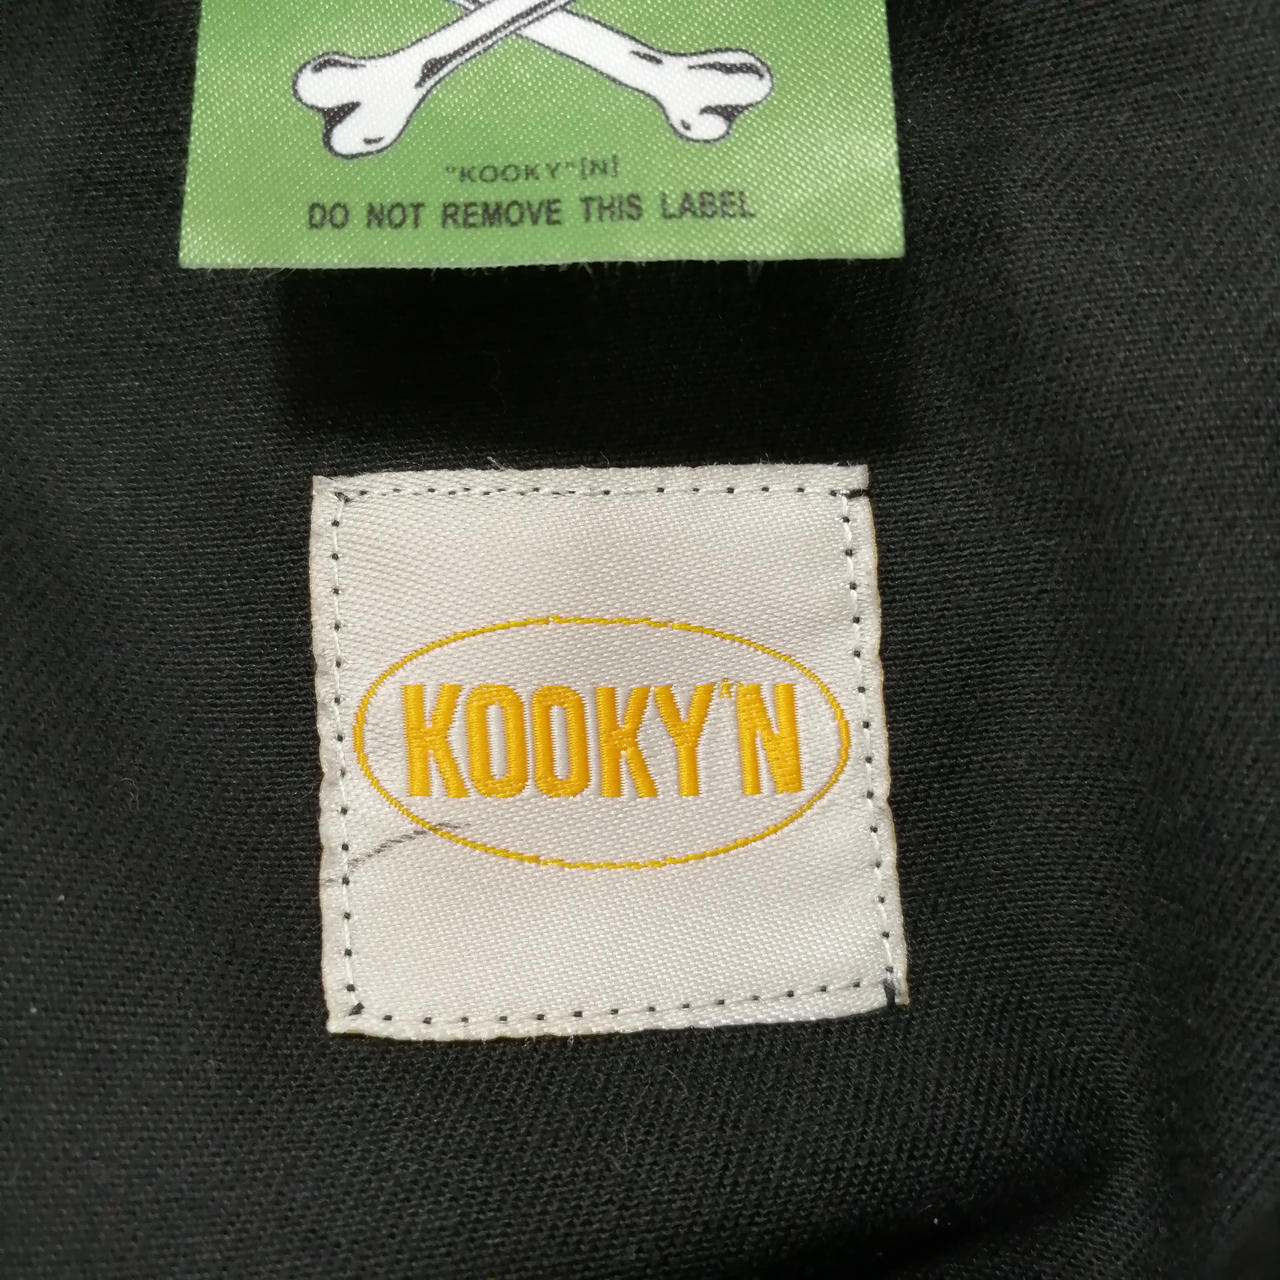 "KOOKY"[N]
DO NOT REMOVE THIS LABEL
KOOKY'N